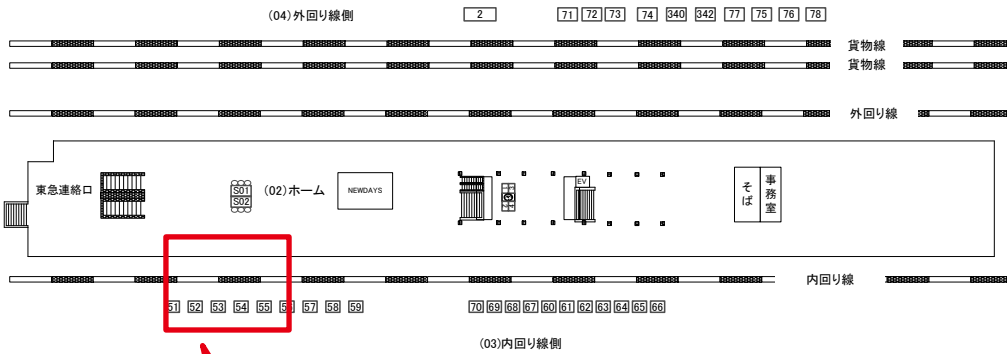 (04)外回り線側
2 71 72 73 74 340 342 77 75 76 78
貨物線
貨物線
外回り線
東急連絡口
S01
S02
(02)ホーム
NEWDAYS
EV
そば
事務室
内回り線
51 52 53 54 55 56 57 58 59 70 69 68 67 60 61 62 63 64 65 66
(03)内回り線側